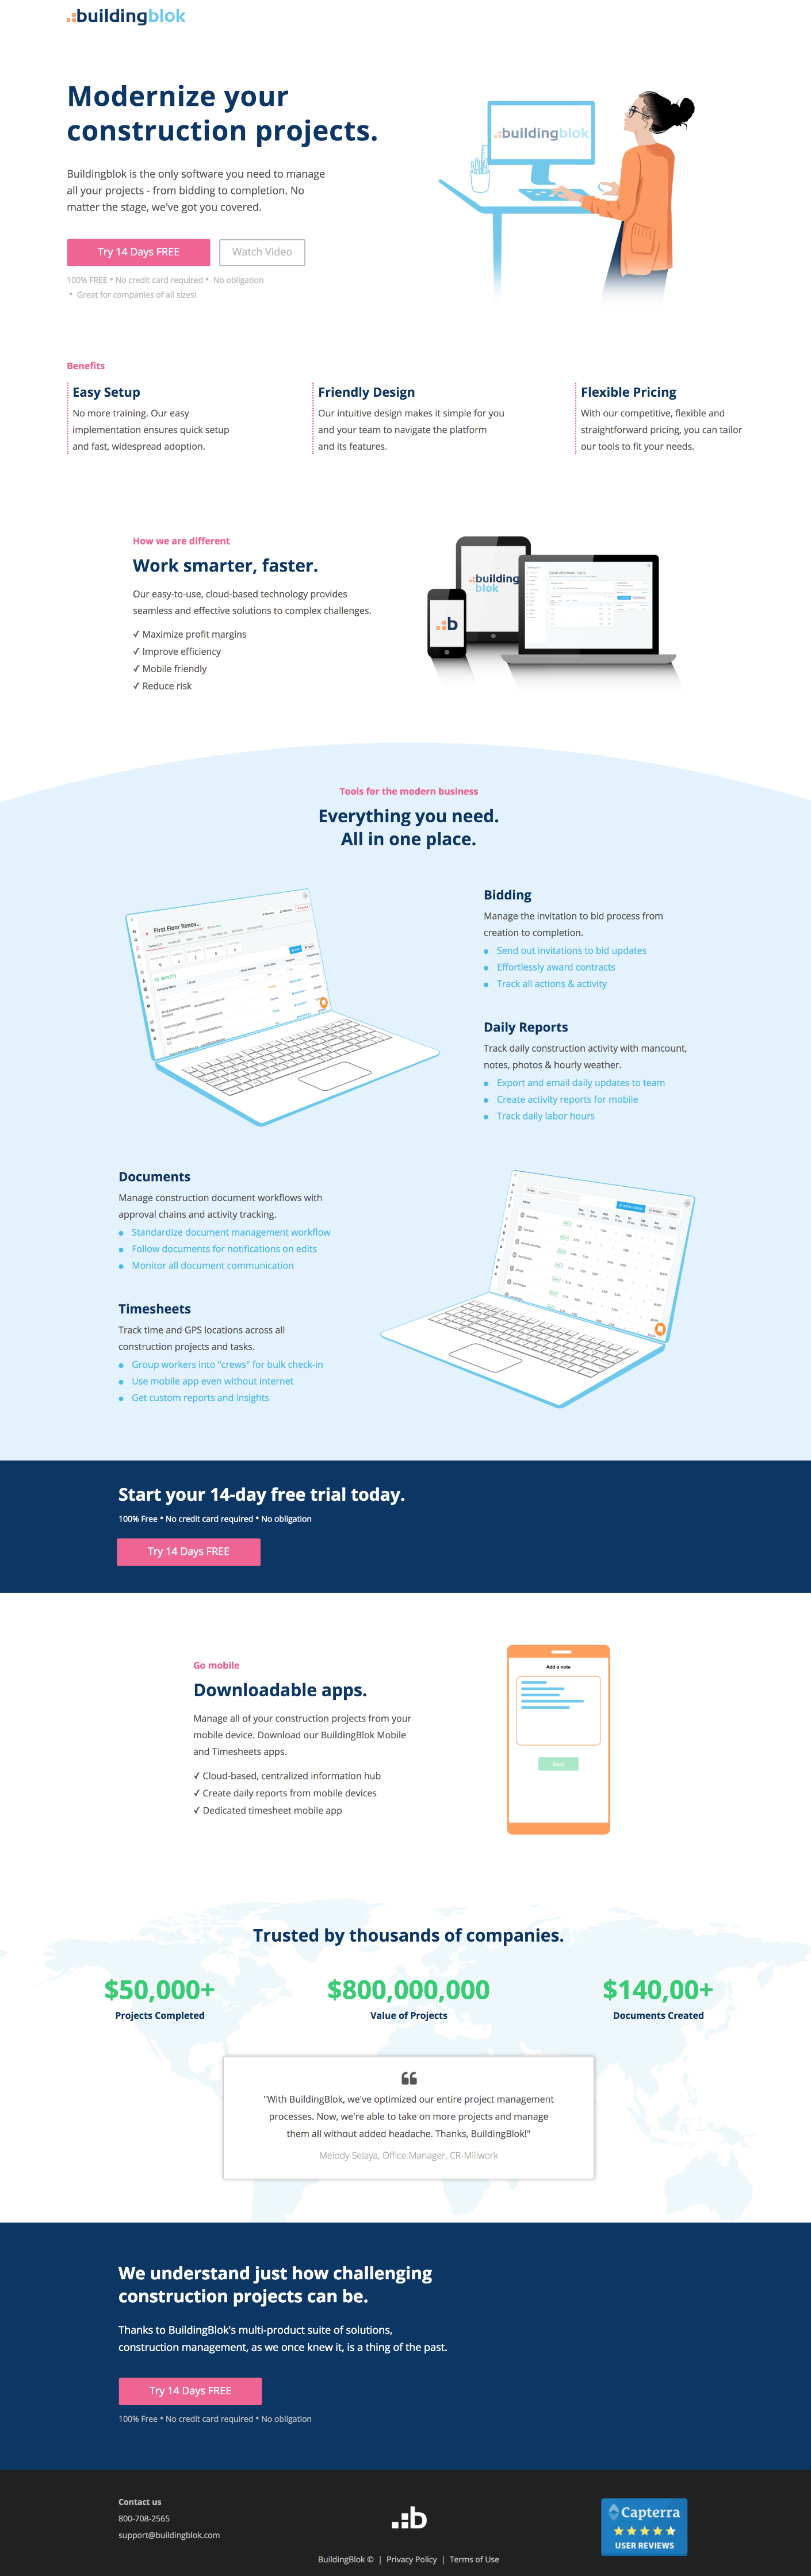 buildingblok
Modernize your
construction projects.
buildingblok
Buildingblok is the only software you need to manage
all your projects - from bidding to completion. No
matter the stage, we've got you covered.
Try 14 Days FREE
Watch Video
100% FREE * No credit card required * No obligation
* Great for companies of all sizes!
Benefits
Easy Setup
No more training. Our easy
implementation ensures quick setup
and fast, widespread adoption.
Friendly Design
Our intuitive design makes it simple for you
and your team to navigate the platform
and its features.
Flexible Pricing
With our competitive, flexible and
straightforward pricing, you can tailor
our tools to fit your needs.
How we are different
Work smarter, faster.
Our easy-to-use, cloud-based technology provides
seamless and effective solutions to complex challenges.
✓ Maximize profit margins
✓ Improve efficiency
✓ Mobile friendly
✓ Reduce risk
building
blok
b
Tools for the modern business
Everything you need.
All in one place.
First Floor Renov...
Bidding
Manage the invitation to bid process from
creation to completion.
Send out invitations to bid updates
Effortlessly award contracts
Track all actions & activity
Daily Reports
Track daily construction activity with mancount,
notes, photos & hourly weather.
Export and email daily updates to team
Create activity reports for mobile
Track daily labor hours
Documents
Manage construction document workflows with
approval chains and activity tracking.
Standardize document management workflow
Follow documents for notifications on edits
Monitor all document communication
Timesheets
Track time and GPS locations across all
construction projects and tasks.
Group workers into "crews" for bulk check-in
Use mobile app even without internet
Get custom reports and insights
Start your 14-day free trial today.
100% Free * No credit card required * No obligation
Try 14 Days FREE
Go mobile
Downloadable apps.
Manage all of your construction projects from your
mobile device. Download our BuildingBlok Mobile
and Timesheets apps.
✓ Cloud-based, centralized information hub
✓ Create daily reports from mobile devices
✓ Dedicated timesheet mobile app
Add a note
Save
Trusted by thousands of companies.
$50,000+
Projects Completed
$800,000,000
Value of Projects
$140,00+
Documents Created
"With BuildingBlok, we've optimized our entire project management
processes. Now, we're able to take on more projects and manage
them all without added headache. Thanks, BuildingBlok!"
Melody Selaya, Office Manager, CR-Millwork
We understand just how challenging
construction projects can be.
Thanks to BuildingBlok's multi-product suite of solutions,
construction management, as we once knew it, is a thing of the past.
Try 14 Days FREE
100% Free * No credit card required * No obligation
Contact us
800-708-2565
support@buildingblok.com
b
Capterra
USER REVIEWS
BuildingBlok © | Privacy Policy | Terms of Use